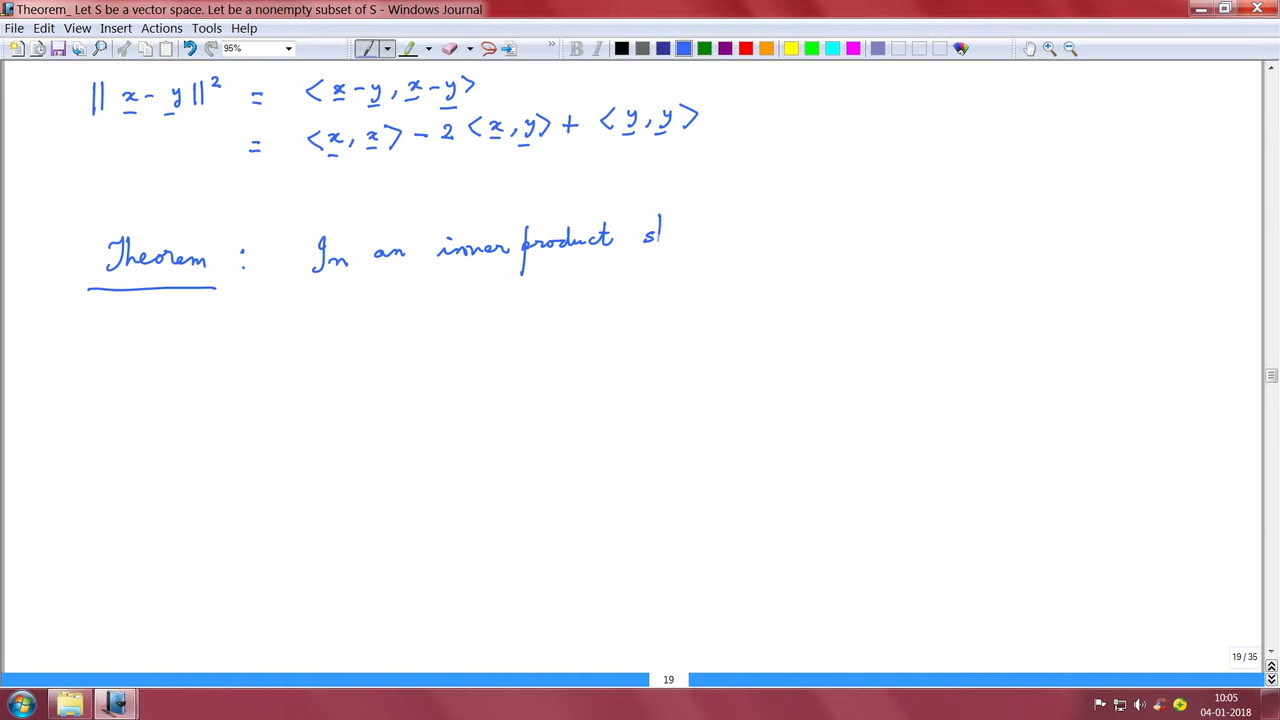 Theorem_ Let S be a vector space. Let be a nonempty subset of S - Windows Journal
File Edit View Insert Actions Tools Help
95%
|| x - y ||² = < x - y , x - y >
= < x , x > - 2 < x , y > + < y , y >
Theorem : In an inner product
19 / 35
19
10:05
04-01-2018